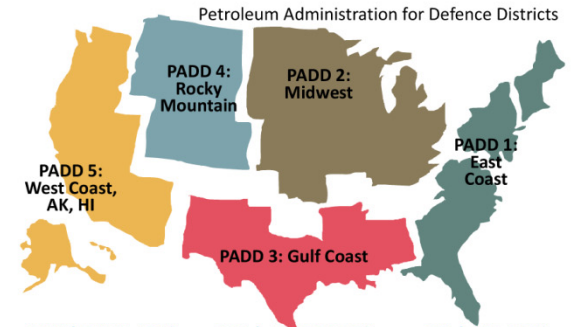 Petroleum Administration for Defence Districts
PADD 4:
Rocky
Mountain
PADD 2:
Midwest
PADD 1:
East
Coast
PADD 5:
West Coast,
AK, HI
PADD 3: Gulf Coast